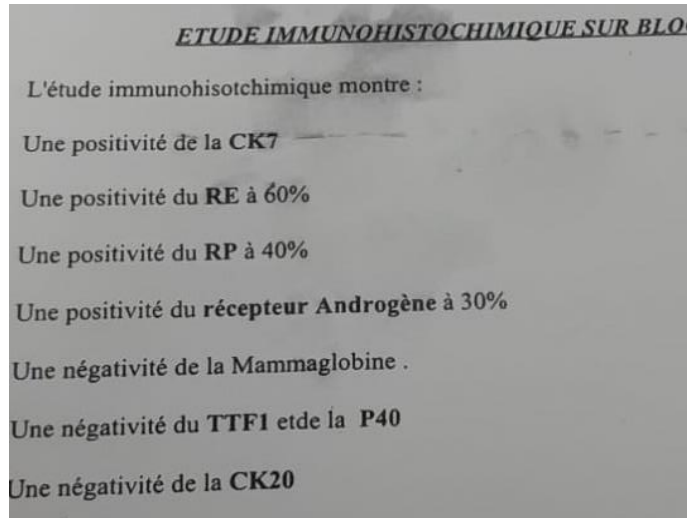 ETUDE IMMUNOHISTOCHIMIQUE SUR
L'étude immunohisotchimique montre :
Une positivité de la CK7
Une positivité du RE à 60%
Une positivité du RP à 40%
Une positivité du récepteur Androgène à 30%
Une négativité de la Mammaglobine .
Une négativité du TTF1 etde la P40
Une négativité de la CK20